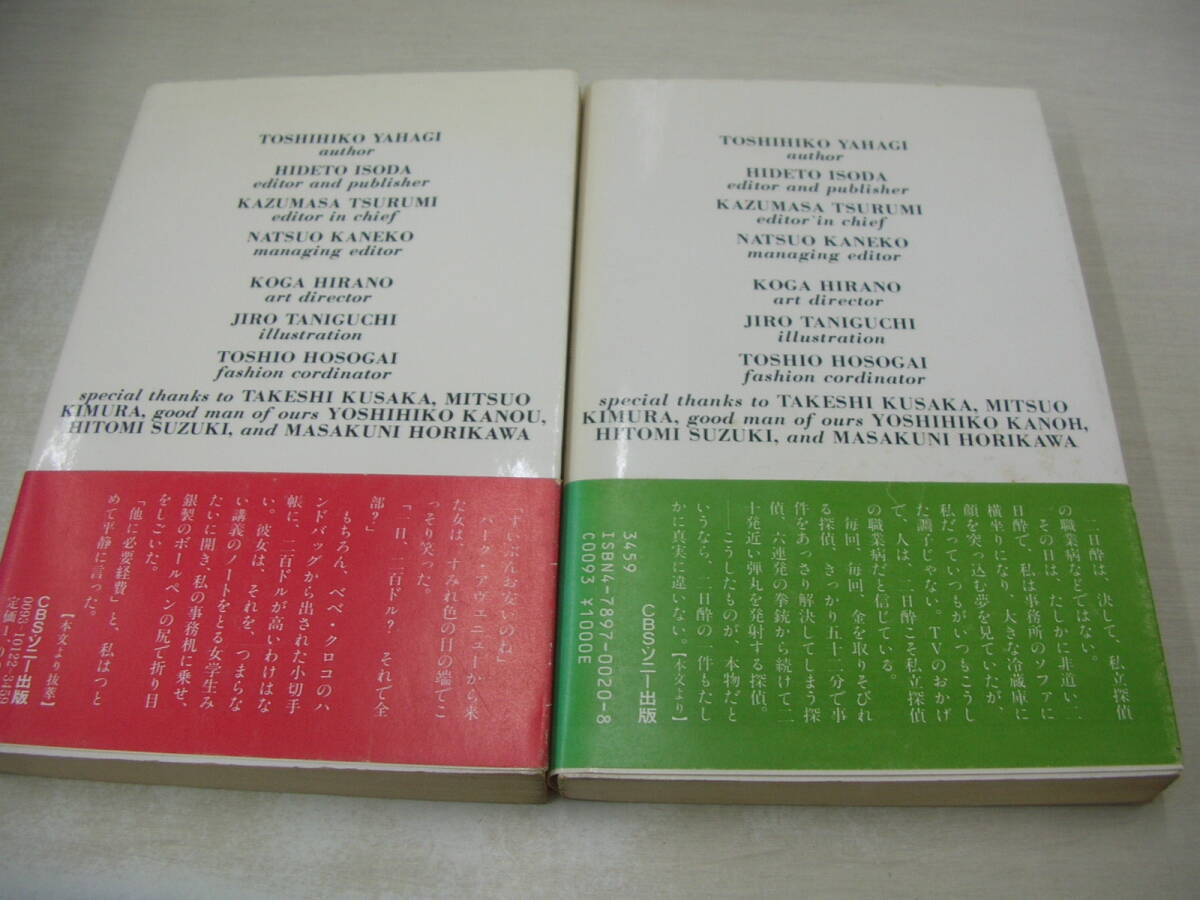 TOSHIHIKO YAHAGI
author
HIDETO ISODA
editor and publisher
KAZUMASA TSURUMI
editor in chief
NATSUO KANEKO
managing editor
KOGA HIRANO
art director
JIRO TANIGUCHI
illustration
TOSHIO HOSOGAI
fashion cordinator
special thanks to TAKESHI KUSAKA, MITSUO
KIMURA, good man of ours YOSHIHIKO KANOU,
HITOMI SUZUKI, and MASAKUNI HORIKAWA
「ずいぶんお安いのね」
パーク・アヴェニューから来
た女は、すみれ色の目の端でこ
っそり笑った。
「一日、二百ドル? それで全
部?」
もちろん、べべ・クロコのハ
ンドバッグから出された小切手
帳に、二百ドルが高いわけはな
い。彼女は、それを、つまらな
い講義のノートをとる女学生み
たいに開き、私の事務机に乗せ、
銀製のボールペンの尻で折り目
をしごいた。
「他に必要経費」と、私はつと
めて平静に言った。
【本文より抜萃】
CBSソニー出版
0093-10122-3459
TOSHIHIKO YAHAGI
author
HIDETO ISODA
editor and publisher
KAZUMASA TSURUMI
editor in chief
NATSUO KANEKO
managing editor
KOGA HIRANO
art director
JIRO TANIGUCHI
illustration
TOSHIO HOSOGAI
fashion cordinator
special thanks to TAKESHI KUSAKA, MITSUO
KIMURA, good man of ours YOSHIHIKO KANOH,
HITOMI SUZUKI, and MASAKUNI HORIKAWA
二日酔は、決して、私立探偵
の職業病などではない。
その日は、たしかに非道い二
日酔で、私は事務所のソファに
横坐りになり、大きな冷蔵庫に
顔を突っ込む夢を見ていたが、
私だっていつもがいつもこうし
た調子じゃない。TVのおかげ
で、人は、二日酔こそ私立探偵
の職業病だと信じている。
毎回、毎回、金を取りそびれ
る探偵、きっかり五十二分で事
件をあっさり解決してしまう探
偵、六連発の拳銃から続けて二
十発近い弾丸を発射する探偵。
――こうしたものが、本物だと
いうなら、二日酔の一件もたし
かに真実に違いない。【本文より】
CBSソニー出版
3459
ISBN4-7897-0020-8
C0093 ¥1000E